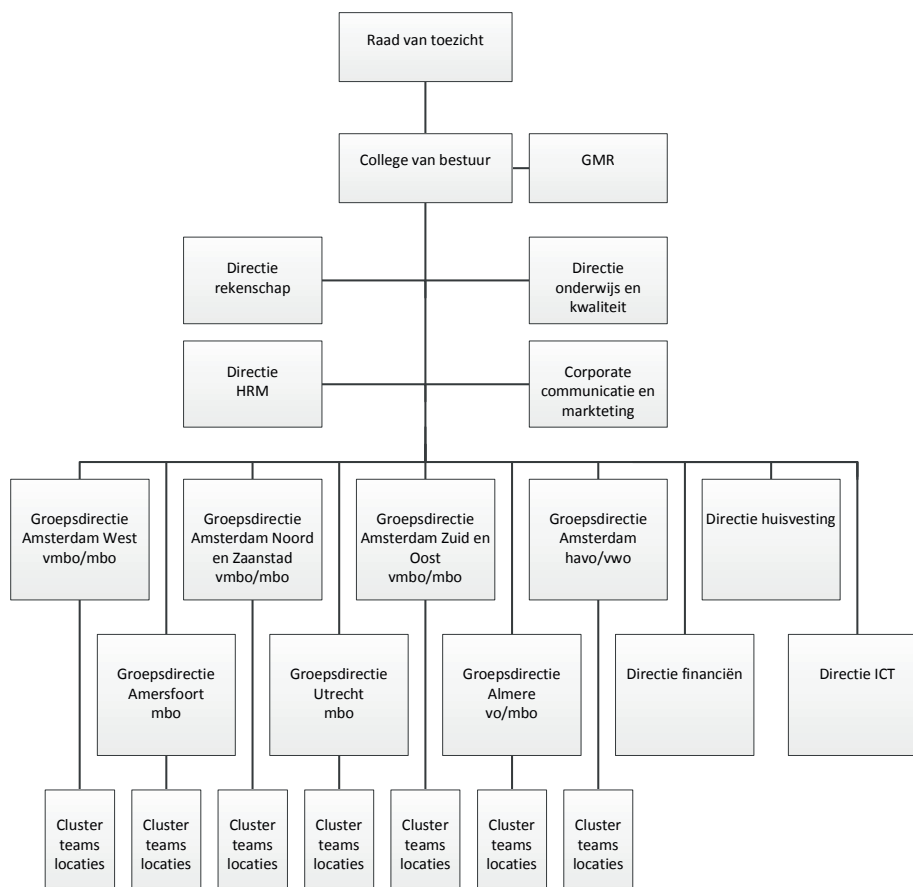 Raad van toezicht
College van bestuur
GMR
Directie
rekenschap
Directie
onderwijs en
kwaliteit
Directie
HRM
Corporate
communicatie en
markteting
Groepsdirectie
Amsterdam West
vmbo/mbo
Groepsdirectie
Amsterdam Noord
en Zaanstad
vmbo/mbo
Groepsdirectie
Amsterdam Zuid en
Oost
vmbo/mbo
Groepsdirectie
Amsterdam
havo/vwo
Directie huisvesting
Groepsdirectie
Amersfoort
mbo
Groepsdirectie
Utrecht
mbo
Groepsdirectie
Almere
vo/mbo
Directie financiën
Directie ICT
Cluster
teams
locaties
Cluster
teams
locaties
Cluster
teams
locaties
Cluster
teams
locaties
Cluster
teams
locaties
Cluster
teams
locaties
Cluster
teams
locaties